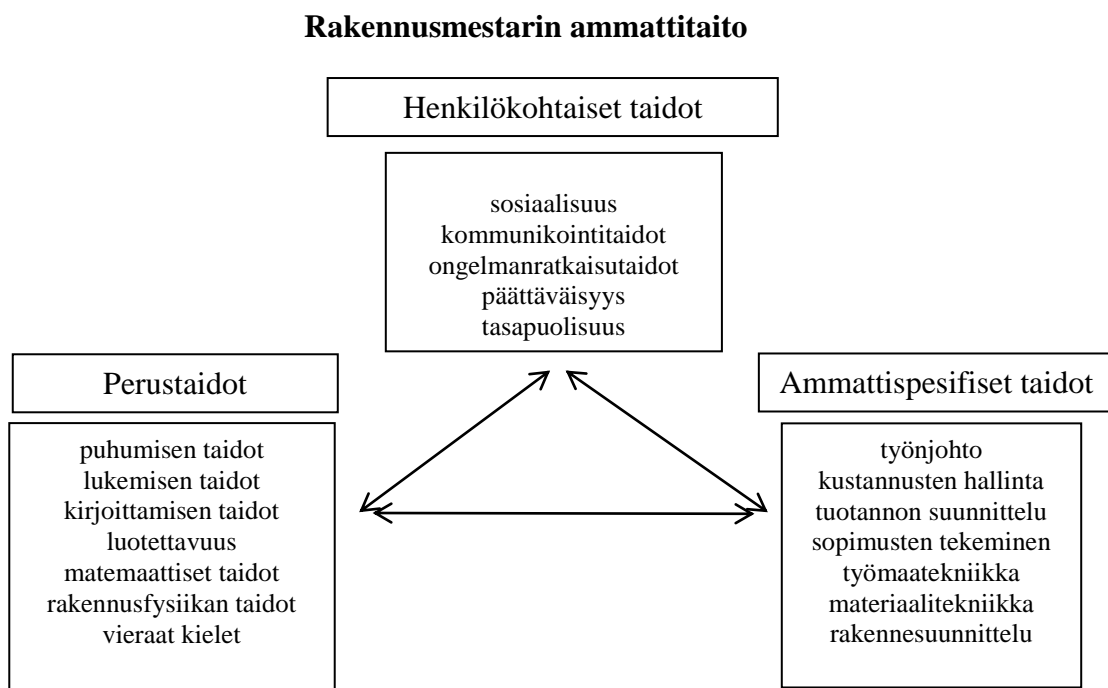 Rakennusmestarin ammattitaito
Henkilökohtaiset taidot
sosiaalisuus
kommunikointitaidot
ongelmanratkaisutaidot
päättäväisyys
tasapuolisuus
Perustaidot
puhumisen taidot
lukemisen taidot
kirjoittamisen taidot
luotettavuus
matemaattiset taidot
rakennusfysiikan taidot
vieraat kielet
Ammattispesifiset taidot
työnjohto
kustannusten hallinta
tuotannon suunnittelu
sopimusten tekeminen
työmaatekniikka
materiaalitekniikka
rakennesuunnittelu